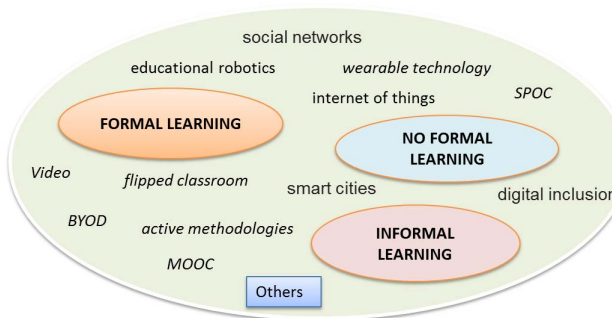 social networks
educational robotics
wearable technology
internet of things
SPOC
FORMAL LEARNING
NO FORMAL
LEARNING
Video
flipped classroom
smart cities
digital inclusion
BYOD
active methodologies
INFORMAL
LEARNING
MOOC
Others